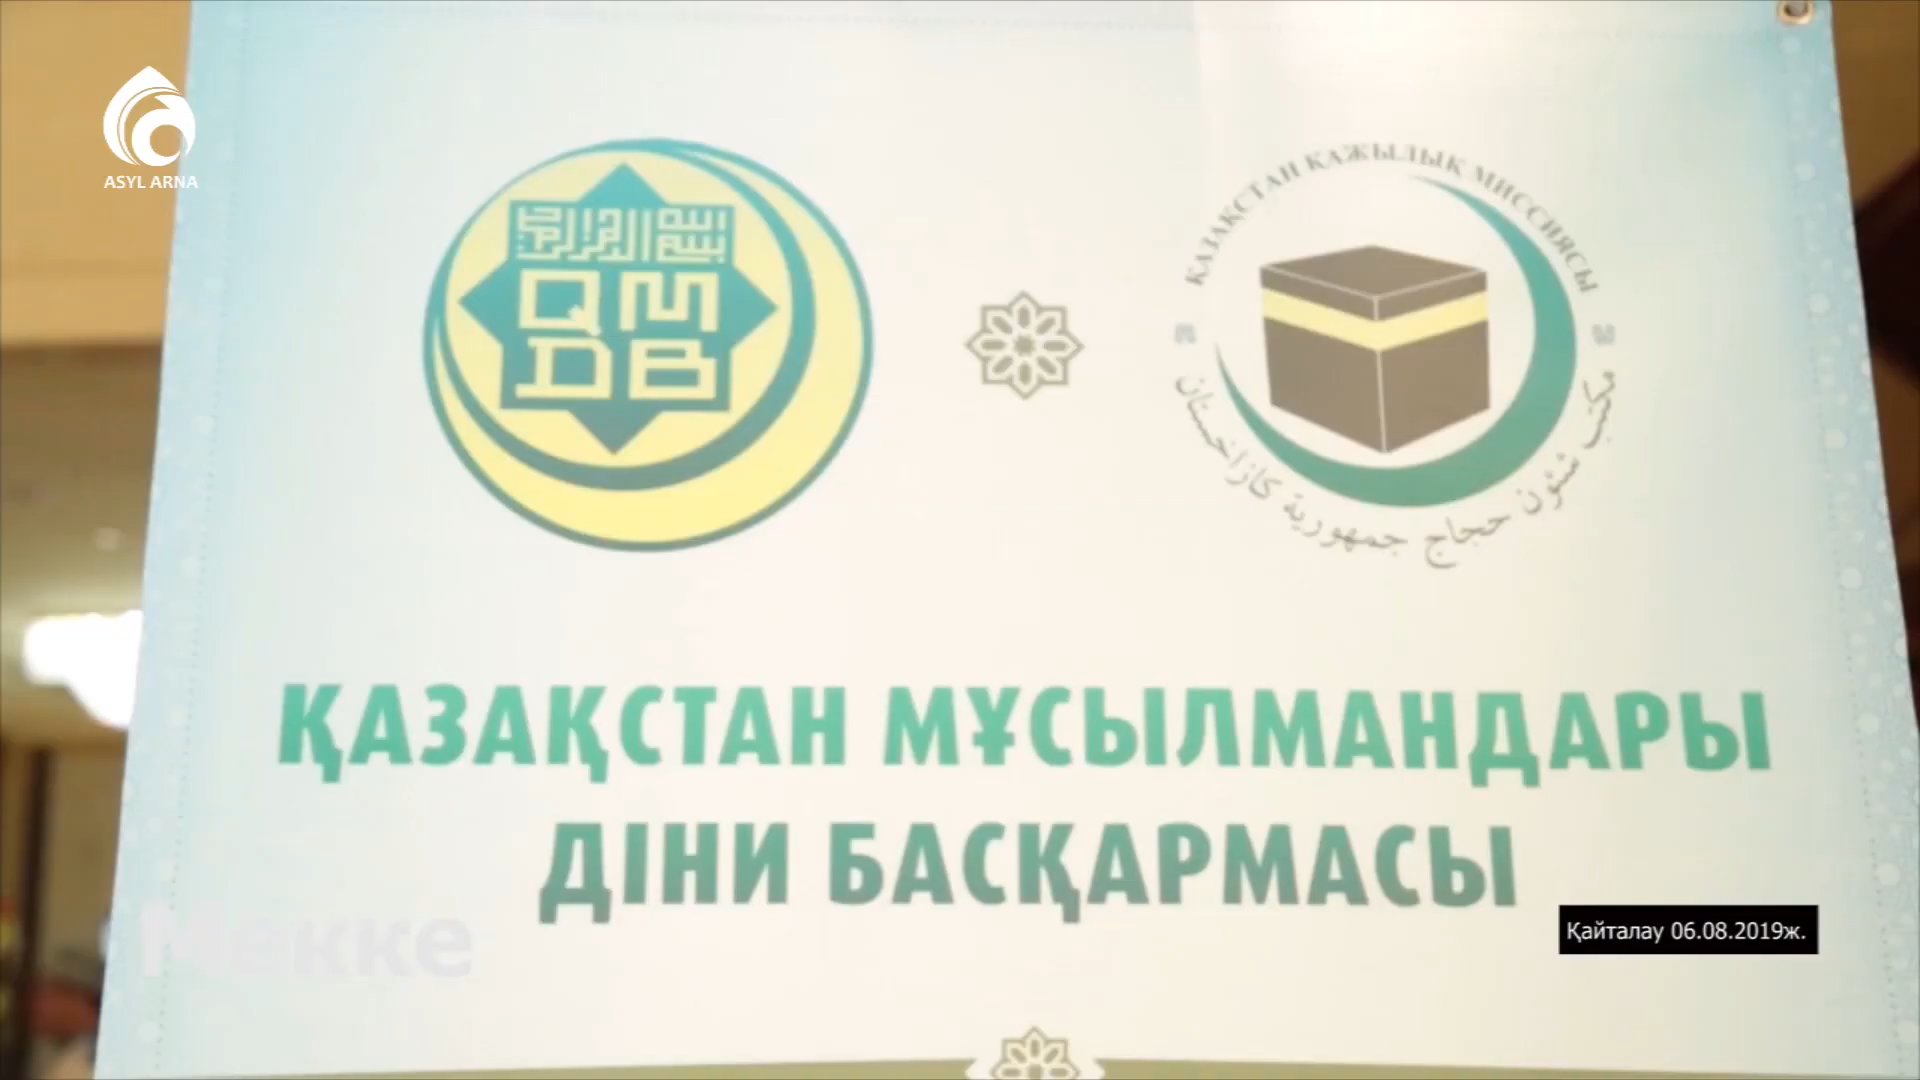 ASYL ARNA
QM
DB
ҚАЗАҚСТАН ҚАЖЫЛЫҚ МИССИЯСЫ
مكتب شئون حجاج جمهورية كازاخستان
ҚАЗАҚСТАН МҰСЫЛМАНДАРЫ
ДІНИ БАСҚАРМАСЫ
Мекке
Қайталау 06.08.2019ж.